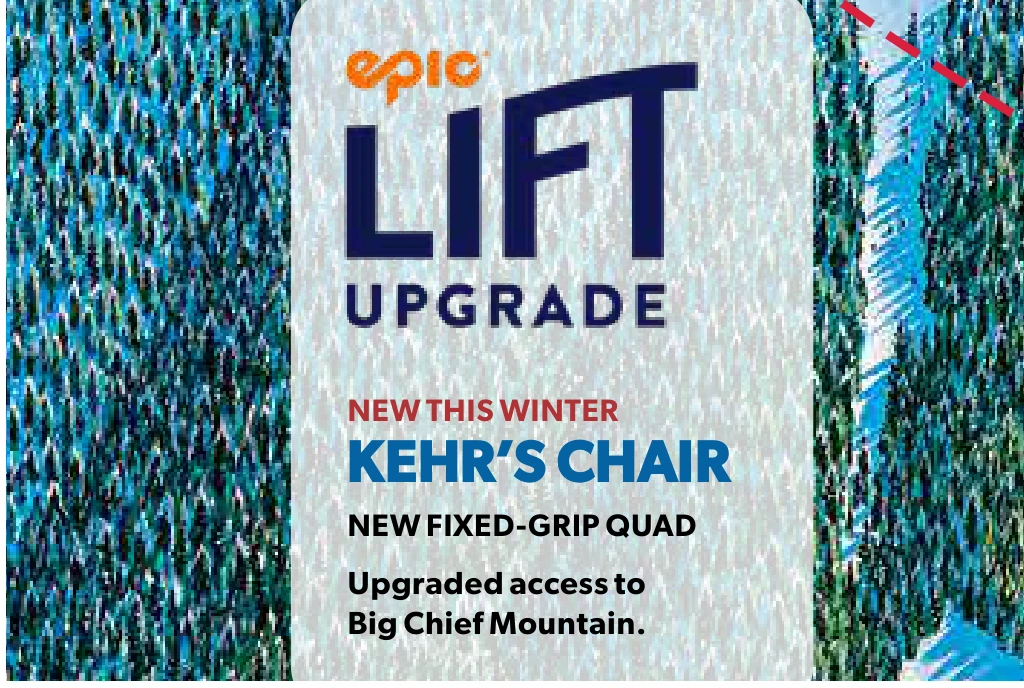 epic
LIFT
UPGRADE
NEW THIS WINTER
KEHR’S CHAIR
NEW FIXED-GRIP QUAD
Upgraded access to
Big Chief Mountain.